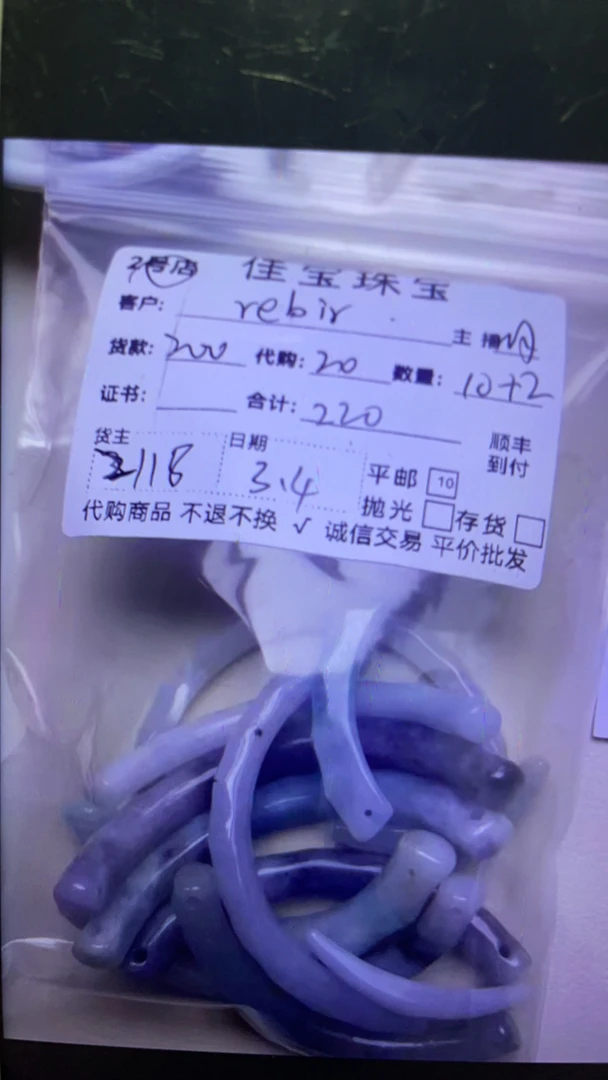 2号店 佳宝珠宝
客户: rebir
主播
货款: 200 代购: 20 数量: 10+2
证书: 合计: 220
顺丰
到付
货主 日期
2118 3.4 平邮 10
抛光 存货
代购商品 不退不换 √ 诚信交易 平价批发